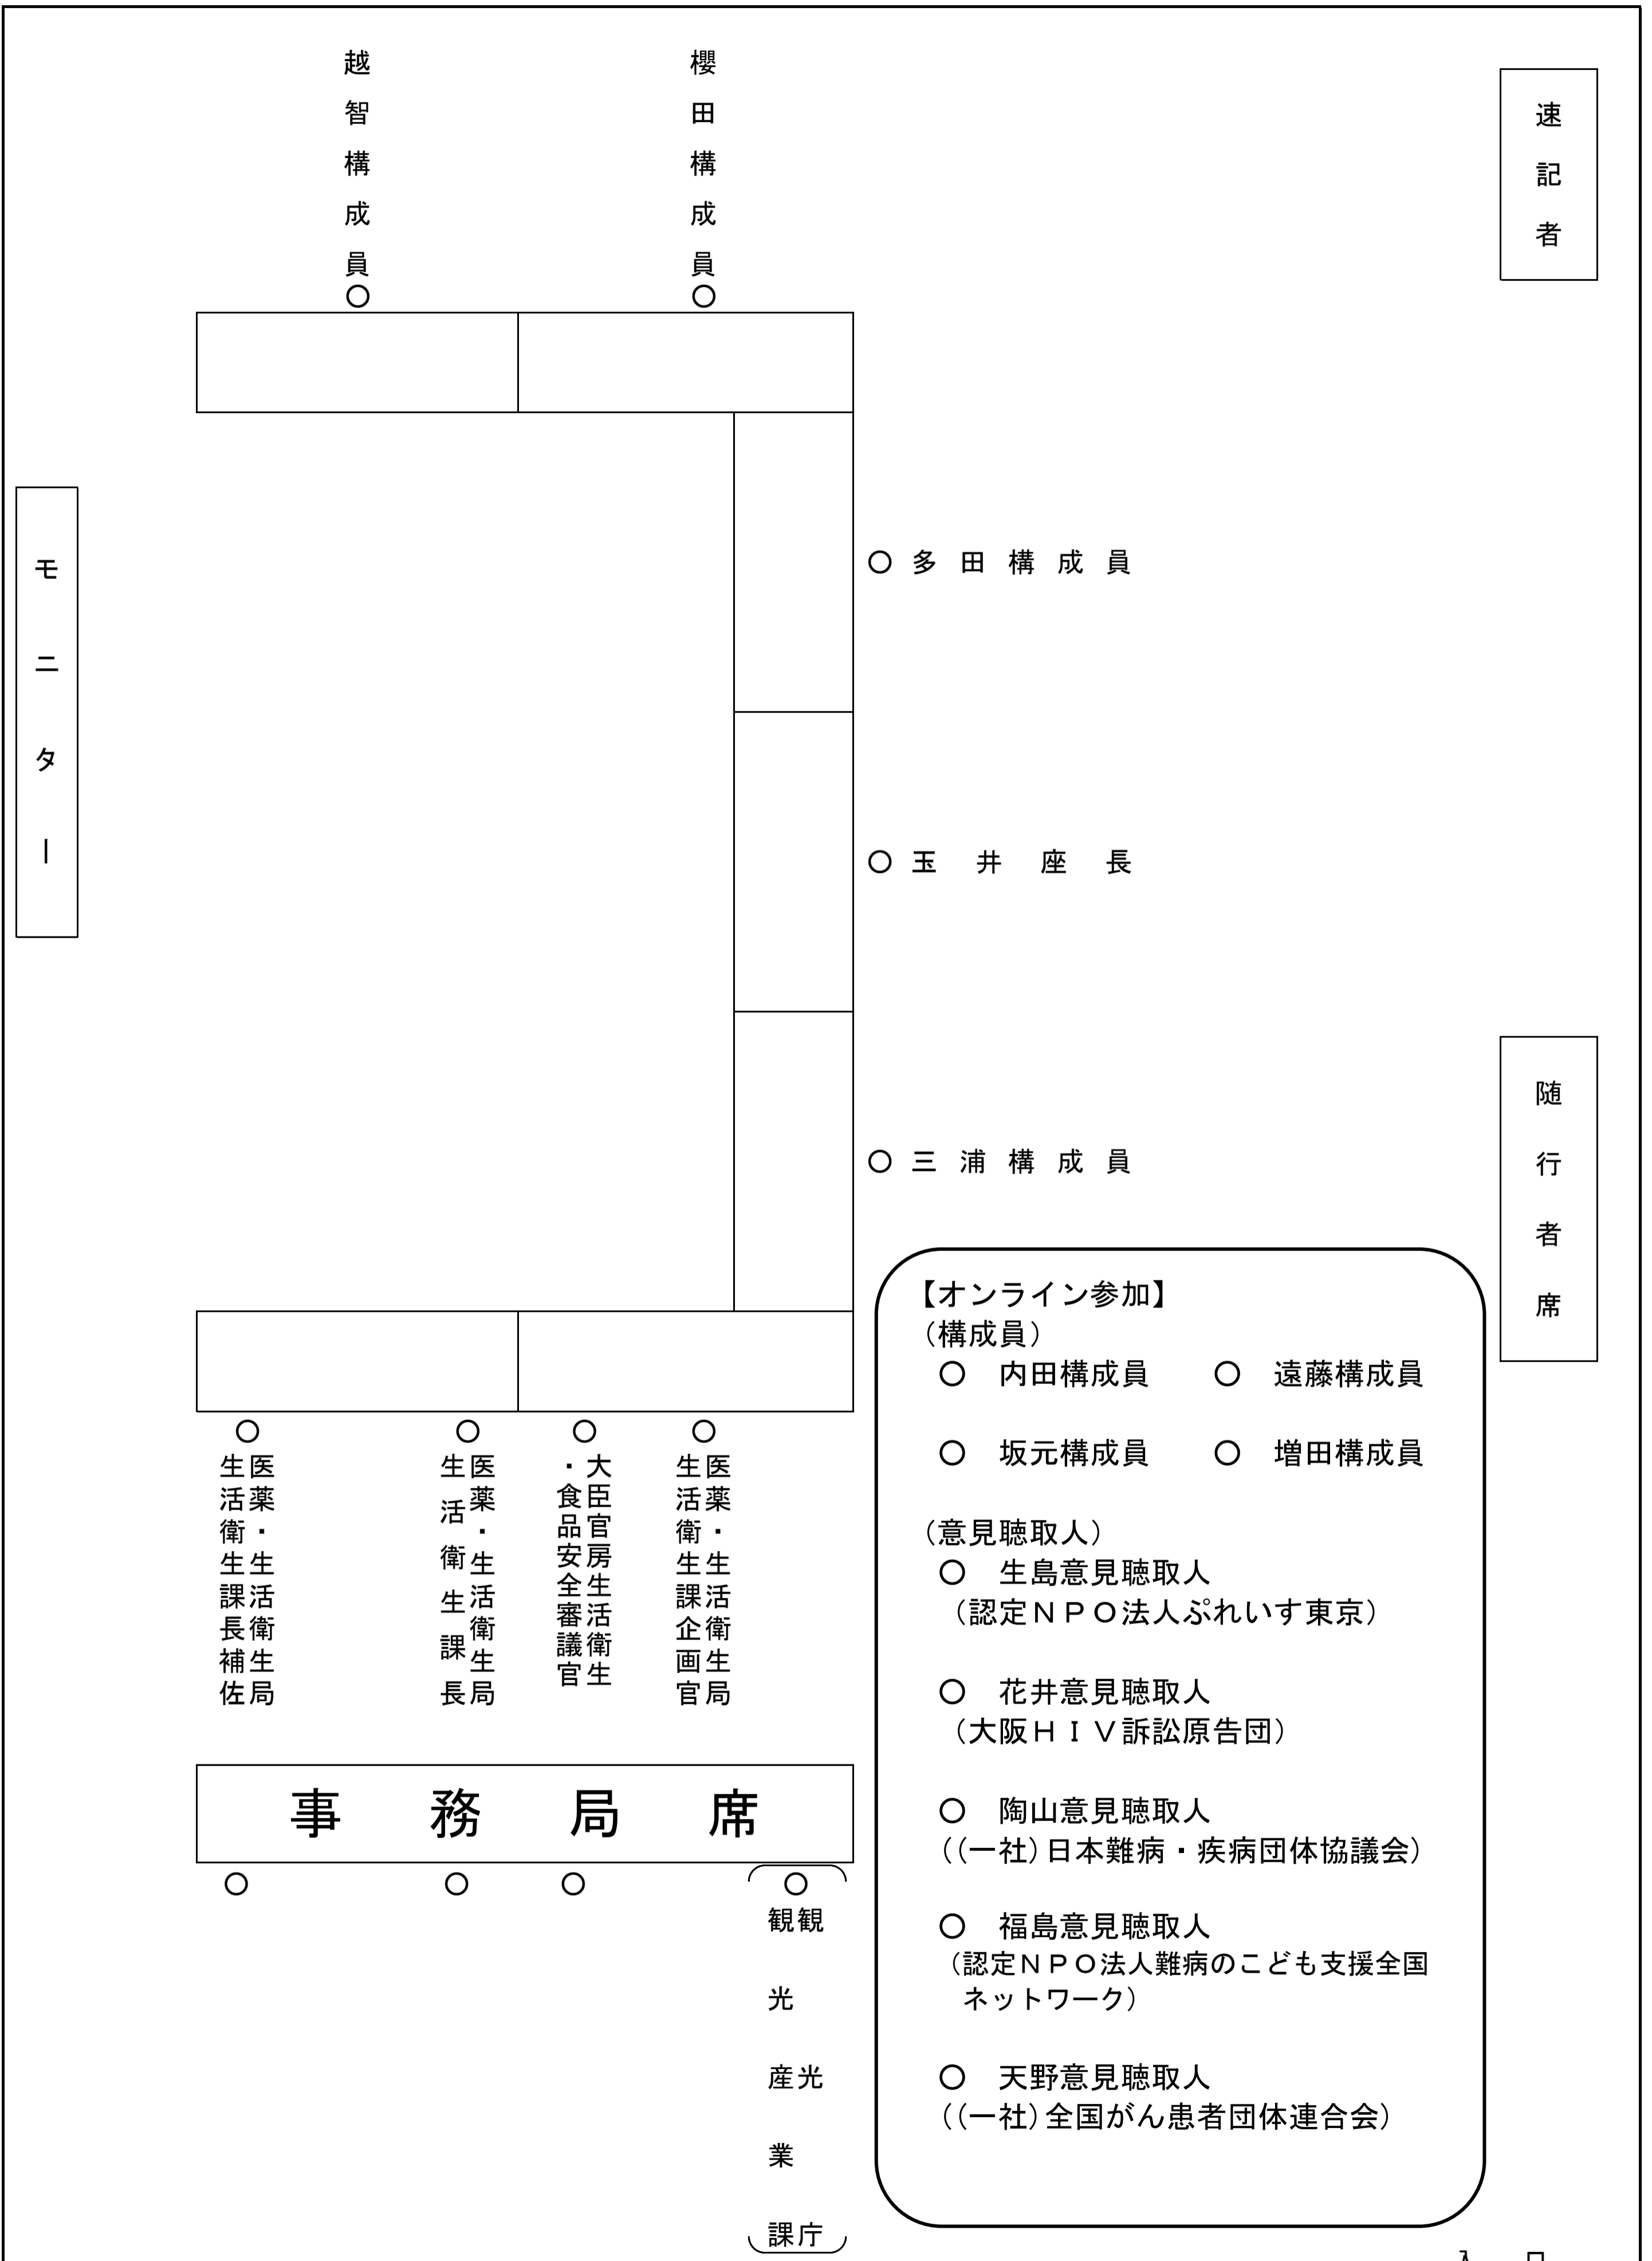 越智構成員
櫻田構成員
速記者
モニター
○ 多田構成員
○ 玉井座長
○ 三浦構成員
随行者席
【オンライン参加】
（構成員）
○ 内田構成員　○ 遠藤構成員
○ 坂元構成員　○ 増田構成員
（意見聴取人）
○ 生島意見聴取人
（認定ＮＰＯ法人ぷれいす東京）
○ 花井意見聴取人
（大阪ＨＩＶ訴訟原告団）
○ 陶山意見聴取人
（（一社）日本難病・疾病団体協議会）
○ 福島意見聴取人
（認定ＮＰＯ法人難病のこども支援全国
ネットワーク）
○ 天野意見聴取人
（（一社）全国がん患者団体連合会）
医薬・生活衛生局
生活衛生課長補佐
医薬・生活衛生局
生活衛生課長
大臣官房生活衛生
・食品安全審議官
医薬・生活衛生局
生活衛生課企画官
事務局席
観光庁
観光産業課